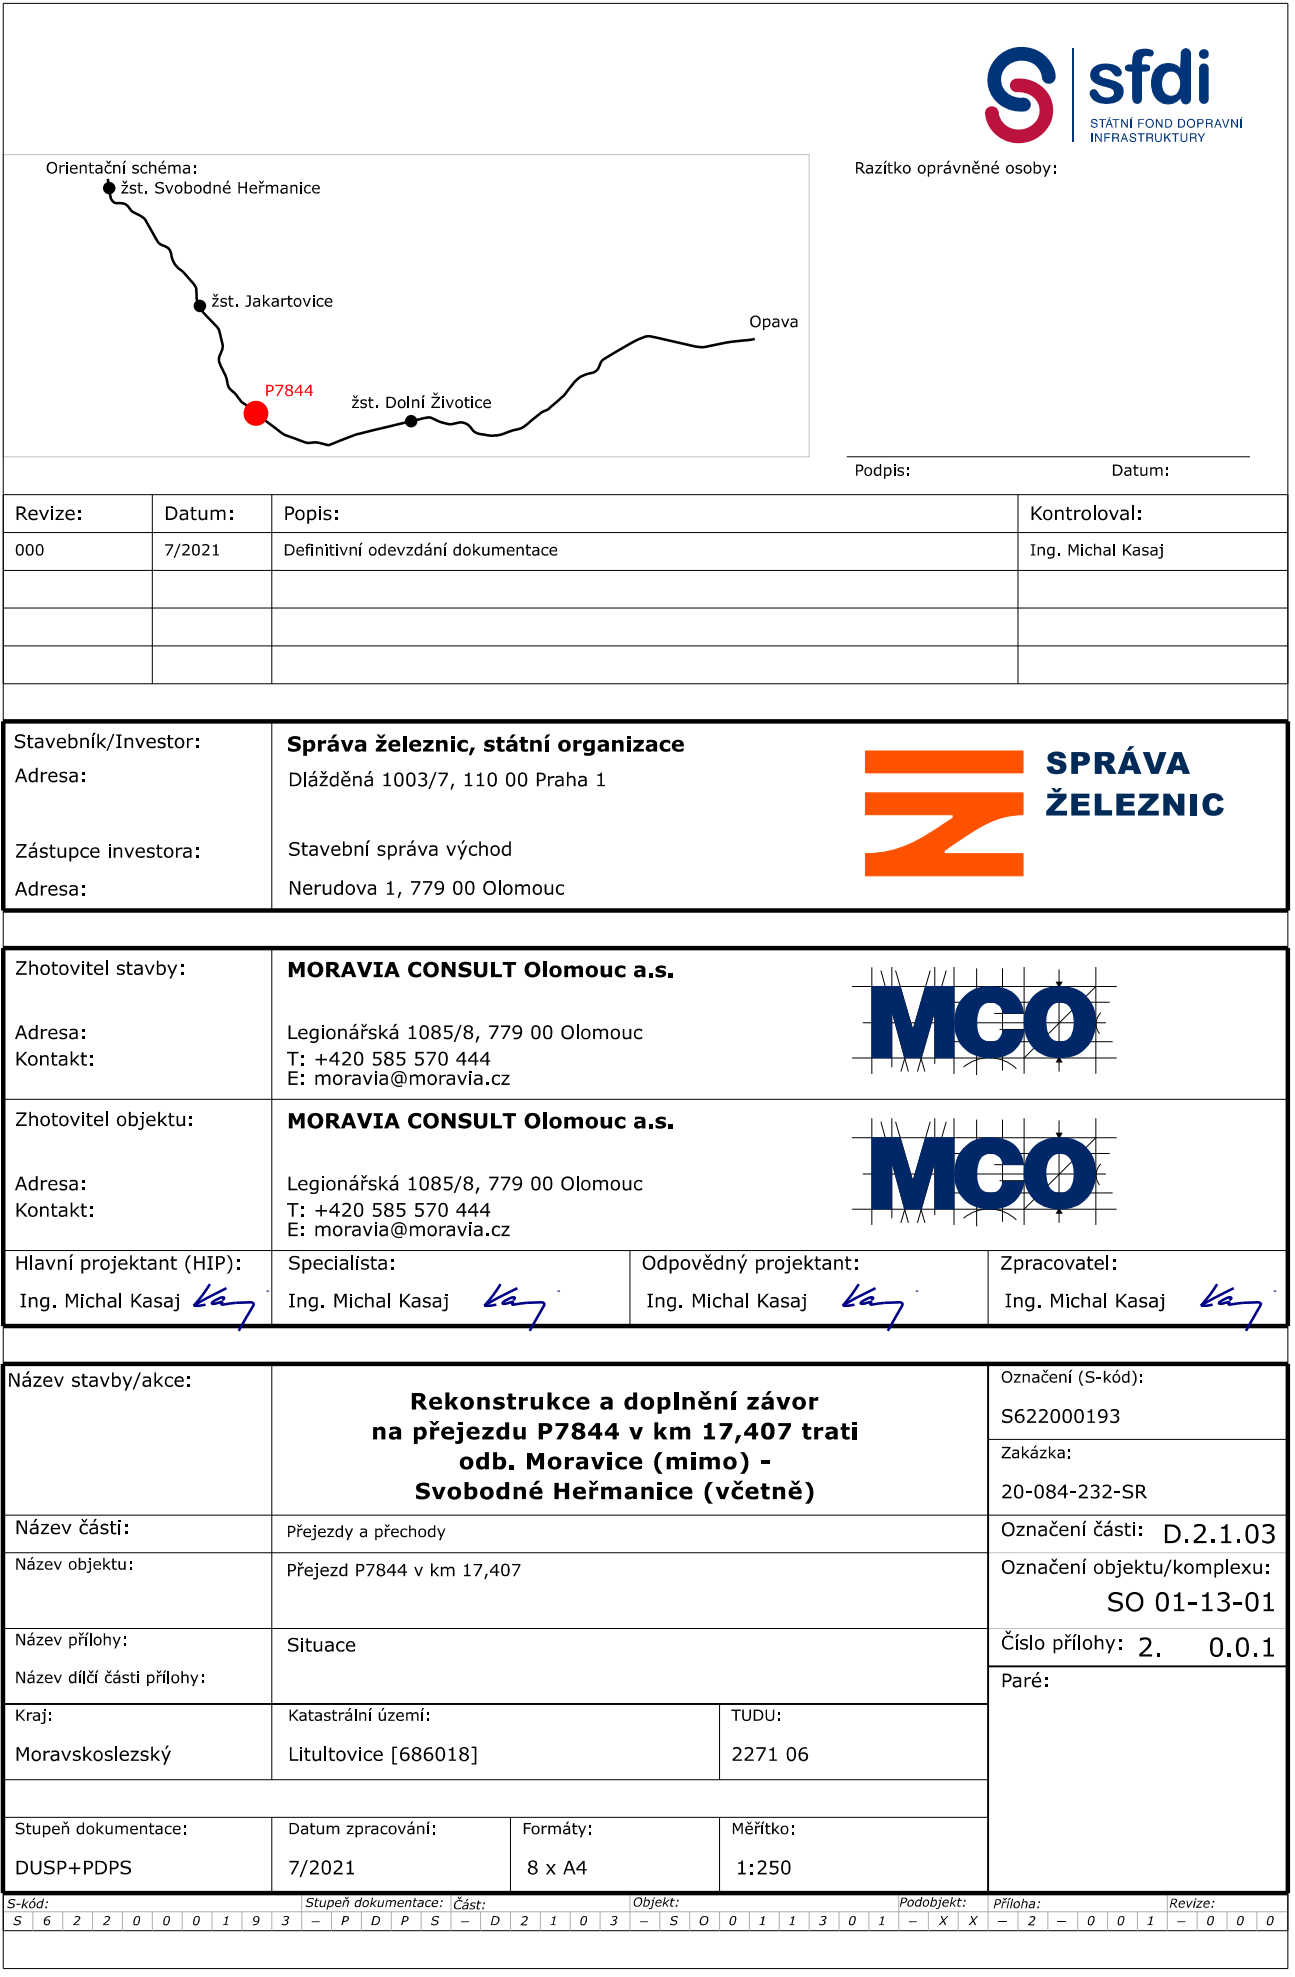 sfdi
STÁTNÍ FOND DOPRAVNÍ
INFRASTRUKTURY
Orientační schéma:
žst. Svobodné Heřmanice
žst. Jakartovice
Opava
P7844
žst. Dolní Životice
Razítko oprávněné osoby:
Podpis: Datum:
Revize: Datum: Popis: Kontroloval:
000 7/2021 Definitivní odevzdání dokumentace Ing. Michal Kasaj
Stavebník/Investor: Správa železnic, státní organizace
Adresa: Dlážděná 1003/7, 110 00 Praha 1
SPRÁVA
ŽELEZNIC
Zástupce investora: Stavební správa východ
Adresa: Nerudova 1, 779 00 Olomouc
Zhotovitel stavby: MORAVIA CONSULT Olomouc a.s.
MCO
Adresa: Legionářská 1085/8, 779 00 Olomouc
Kontakt: T: +420 585 570 444
E: moravia@moravia.cz
Zhotovitel objektu: MORAVIA CONSULT Olomouc a.s.
MCO
Adresa: Legionářská 1085/8, 779 00 Olomouc
Kontakt: T: +420 585 570 444
E: moravia@moravia.cz
Hlavní projektant (HIP): Specialista: Odpovědný projektant: Zpracovatel:
Ing. Michal Kasaj Ing. Michal Kasaj Ing. Michal Kasaj Ing. Michal Kasaj
Název stavby/akce:
Rekonstrukce a doplnění závor
na přejezdu P7844 v km 17,407 trati
odb. Moravice (mimo) -
Svobodné Heřmanice (včetně)
Označení (S-kód):
S622000193
Zakázka:
20-084-232-SR
Název části: Přejezdy a přechody
Označení části: D.2.1.03
Název objektu: Přejezd P7844 v km 17,407
Označení objektu/komplexu:
SO 01-13-01
Název přílohy: Situace
Číslo přílohy: 2. 0.0.1
Název dílčí části přílohy:
Paré:
Kraj: Katastrální území: TUDU:
Moravskoslezský Litultovice [686018] 2271 06
Stupeň dokumentace: Datum zpracování: Formáty: Měřítko:
DUSP+PDPS 7/2021 8 x A4 1:250
S-kód: Stupeň dokumentace: Část: Objekt: Podobjekt: Příloha: Revize:
S 6 2 2 0 0 0 1 9 3 – P D P S – D 2 1 0 3 – S O 0 1 1 3 0 1 – X X – 2 – 0 0 1 – 0 0 0